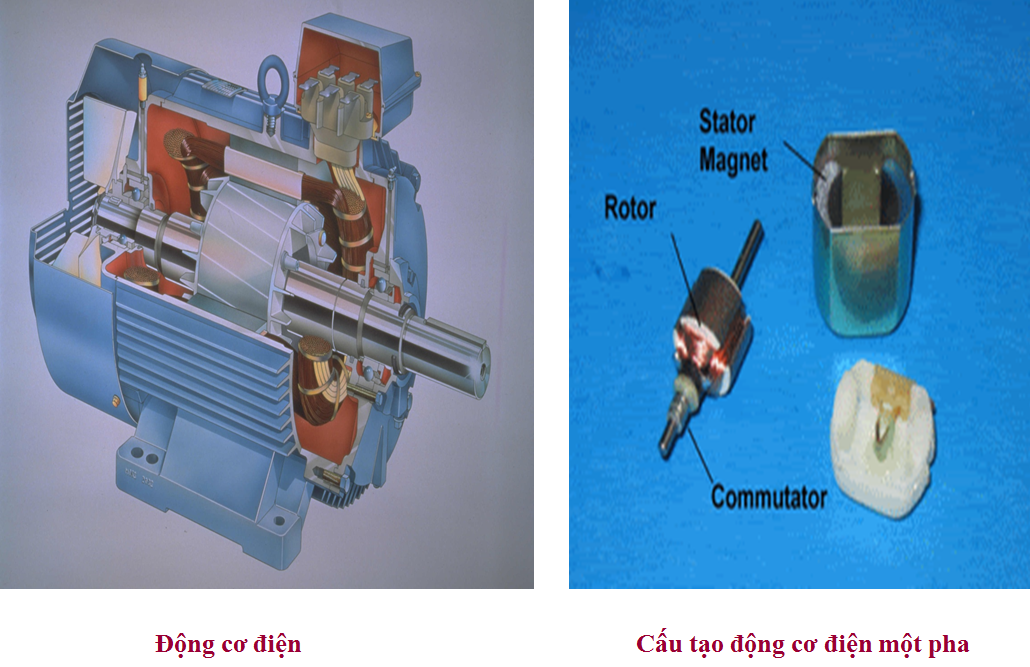 Stator
Magnet
Rotor
Commutator
Động cơ điện
Cấu tạo động cơ điện một pha